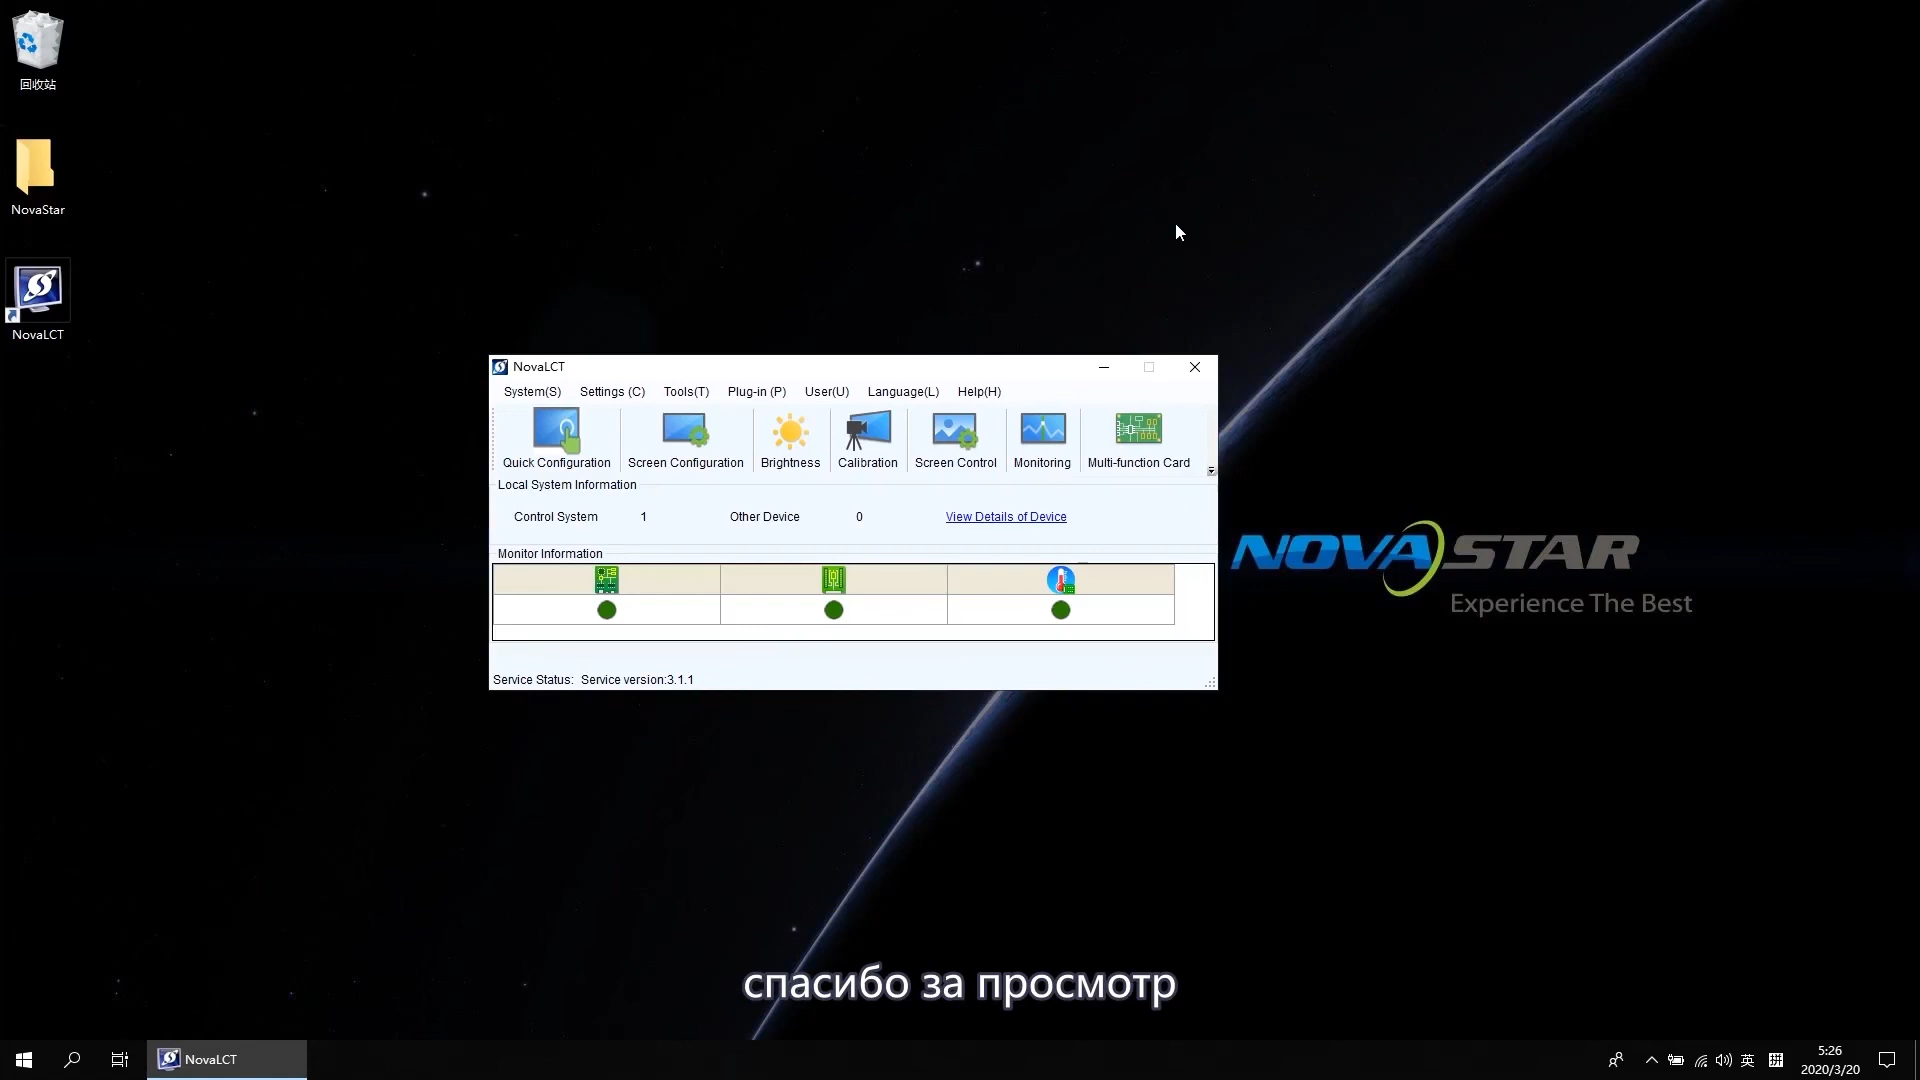 回收站
NovaStar
NovaLCT
NovaLCT
System(S) Settings (C) Tools(T) Plug-in (P) User(U) Language(L) Help(H)
Quick Configuration Screen Configuration Brightness Calibration Screen Control Monitoring Multi-function Card
Local System Information
Control System 1 Other Device 0 View Details of Device
Monitor Information
Service Status: Service version:3.1.1
NOVASTAR
Experience The Best
спасибо за просмотр
NovaLCT
英
拼
5:26
2020/3/20